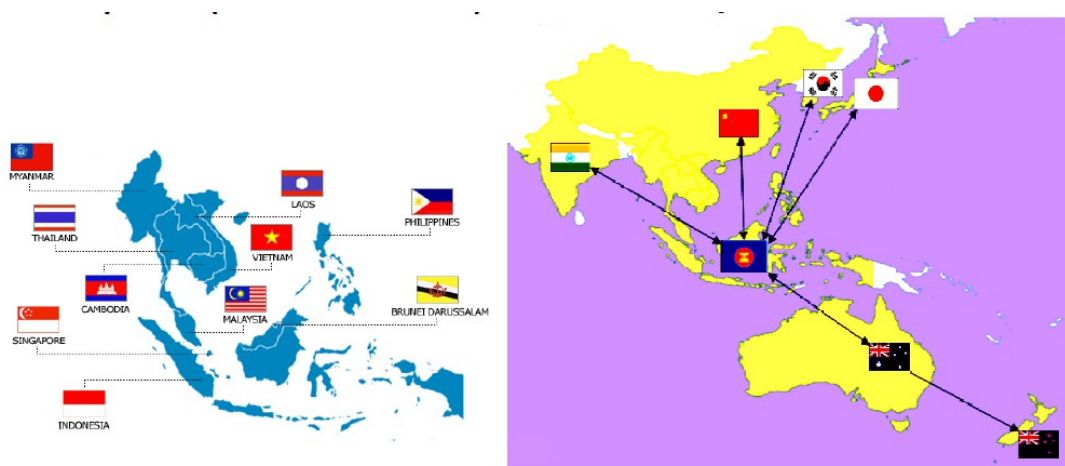 MYANMAR
LAOS
PHILIPPINES
THAILAND
VIETNAM
CAMBODIA
MALAYSIA
BRUNEI DARUSSALAM
SINGAPORE
INDONESIA